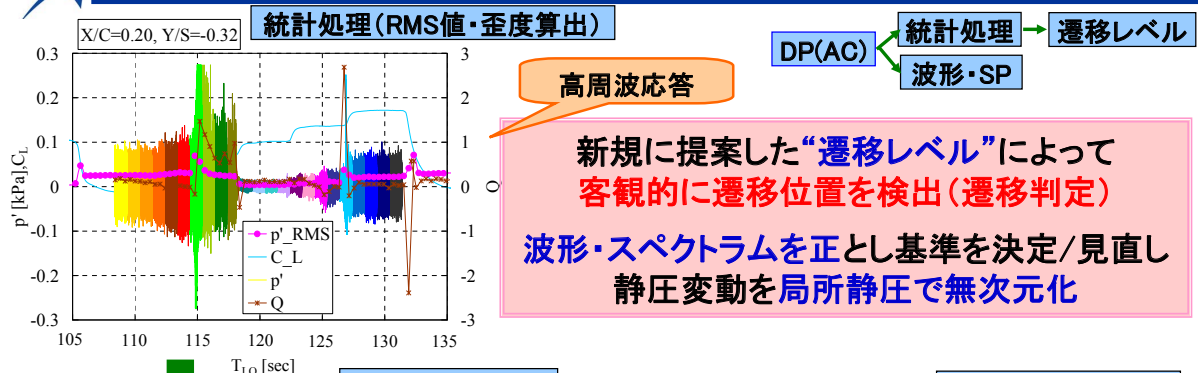 統計処理(RMS値・歪度算出)
X/C=0.20, Y/S=-0.32
DP(AC)
統計処理
遷移レベル
波形・SP
高周波応答
新規に提案した“遷移レベル”によって
客観的に遷移位置を検出(遷移判定)
波形・スペクトラムを正とし基準を決定/見直し
静圧変動を局所静圧で無次元化
0.3
0.2
0.1
0
-0.1
-0.2
-0.3
p' [kPa],C_L
3
2
1
0
-1
-2
-3
Q
p'_RMS
C_L
p'
Q
105 110 115 120 125 130 135